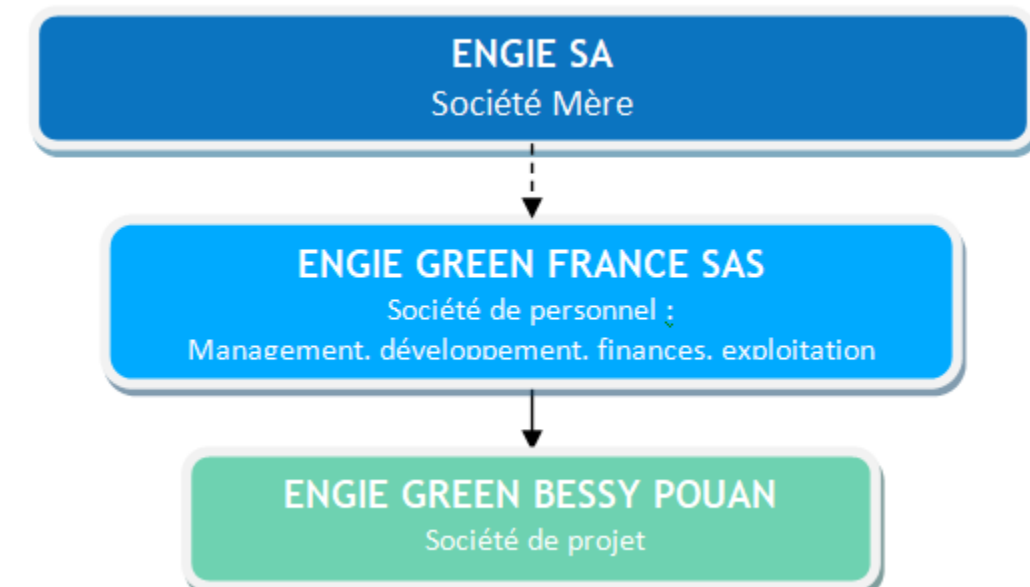 ENGIE SA
Société Mère
ENGIE GREEN FRANCE SAS
Société de personnel :
Management, développement, finances, exploitation
ENGIE GREEN BESSY POUAN
Société de projet